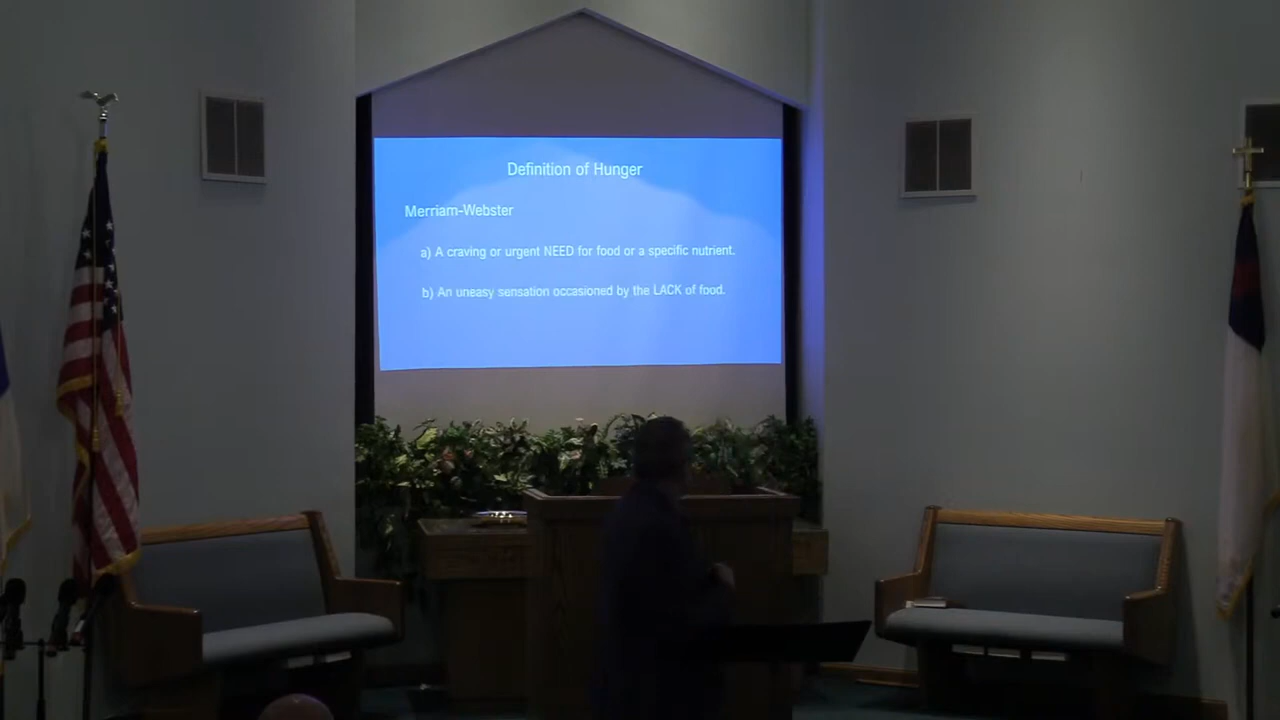 Definition of Hunger
Merriam-Webster
a) A craving or urgent NEED for food or a specific nutrient.
b) An uneasy sensation occasioned by the LACK of food.